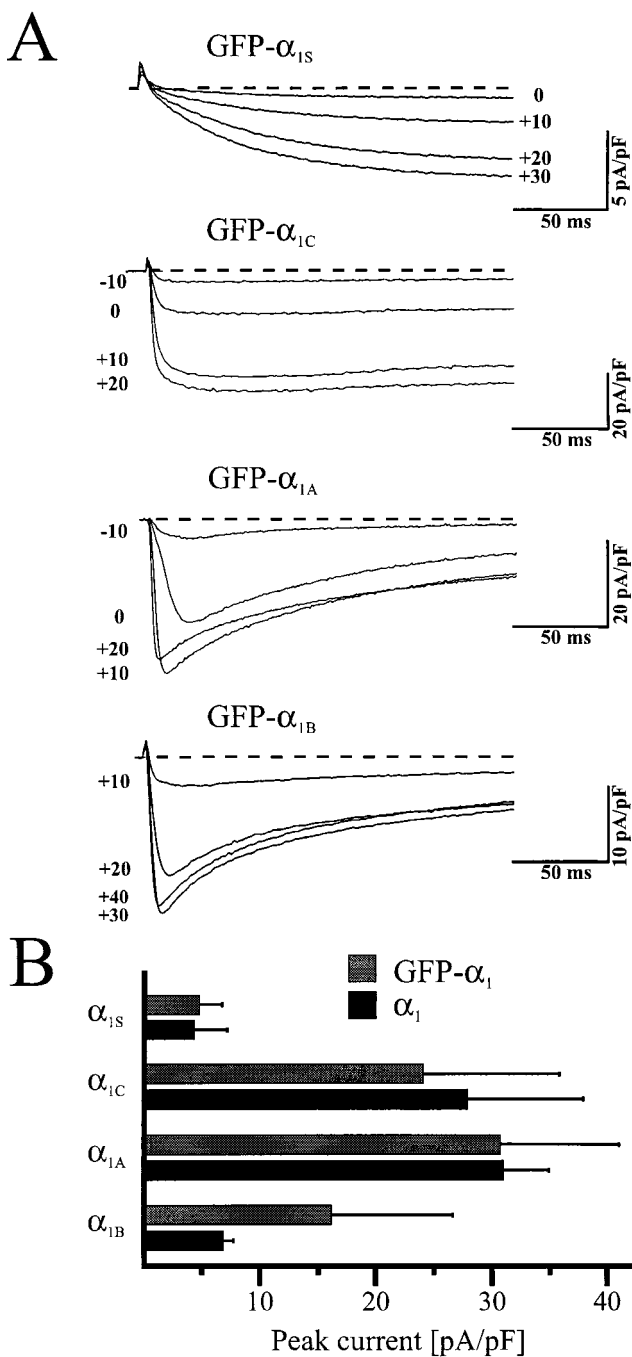 A
GFP-α1S
0
+10
+20
+30
5 pA/pF
50 ms
GFP-α1C
-10
0
+10
+20
20 pA/pF
50 ms
GFP-α1A
-10
0
+20
+10
20 pA/pF
50 ms
GFP-α1B
+10
+20
+40
+30
10 pA/pF
50 ms
B
GFP-α1
α1
α1S
α1C
α1A
α1B
10 20 30 40
Peak current [pA/pF]